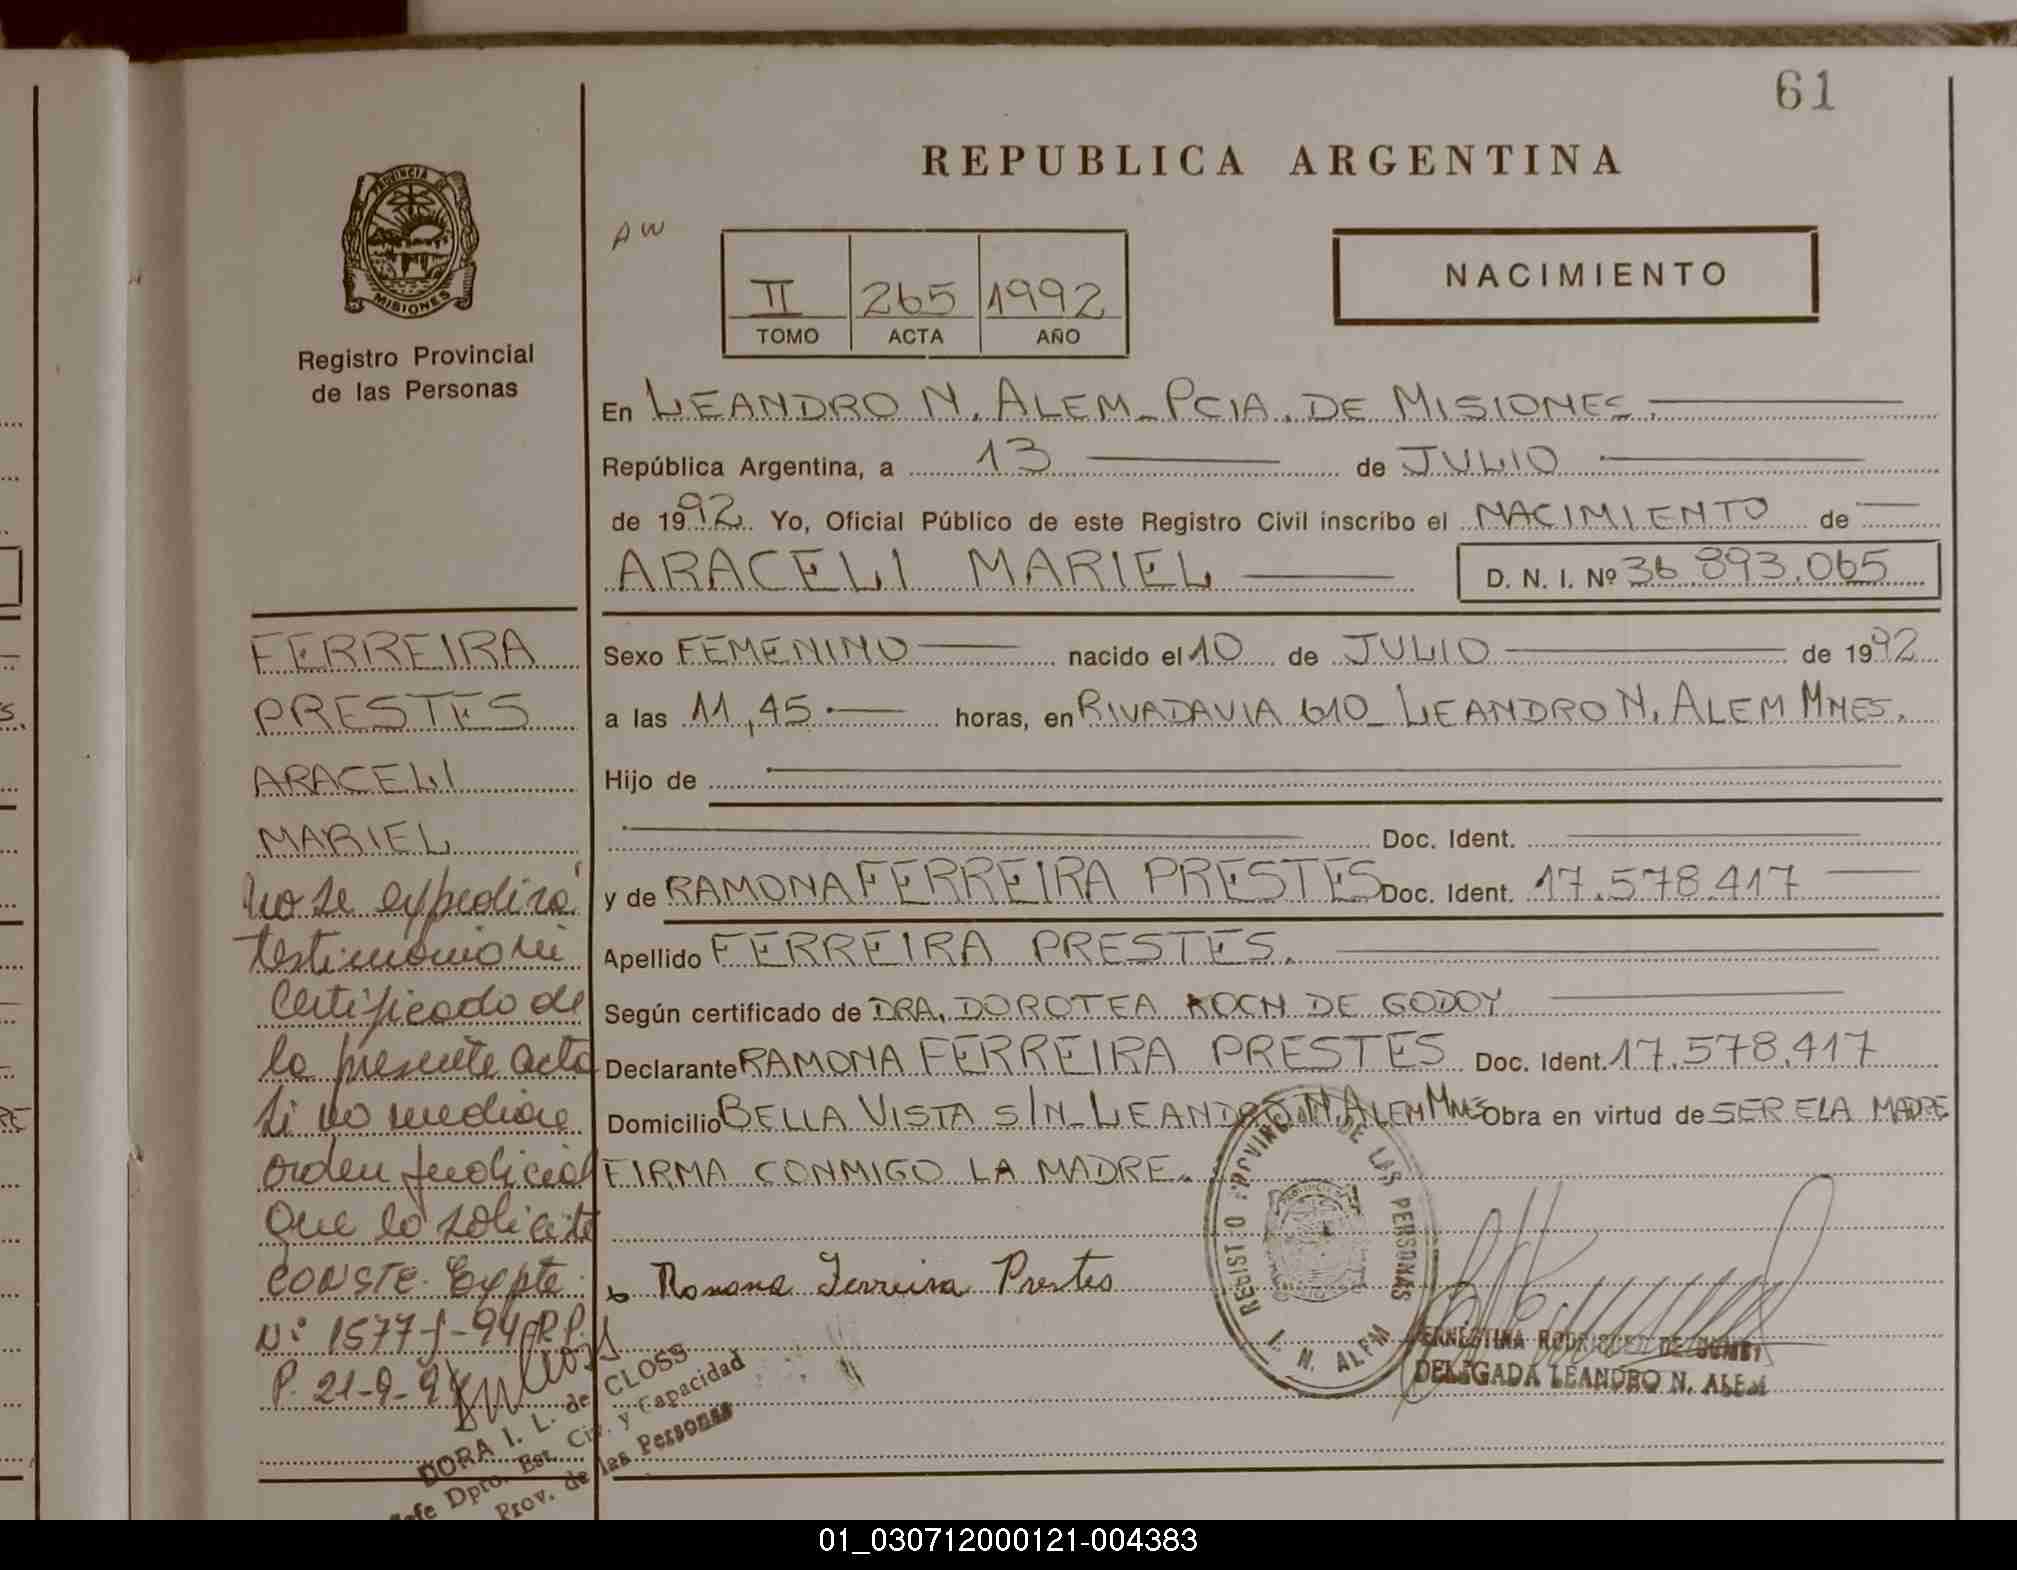 61
REPUBLICA ARGENTINA
PROVINCIA DE
MISIONES
Registro Provincial
de las Personas
AW
II 265 1992
TOMO ACTA AÑO
NACIMIENTO
En LEANDRO N. ALEM - PCIA. DE MISIONES.
República Argentina, a 13 de JULIO
de 1992. Yo, Oficial Público de este Registro Civil inscribo el NACIMIENTO de
ARACELI MARIEL D. N. I. Nº 36 893.065
Sexo FEMENINO nacido el 10 de JULIO de 1992
a las 11,45. horas, en RIVADAVIA 610 - LEANDRO N. ALEM MNES.
Hijo de
Doc. Ident.
y de RAMONA FERREIRA PRESTES Doc. Ident. 17.578.417
Apellido FERREIRA PRESTES.
Según certificado de DRA. DOROTEA KOCH DE GODOY
Declarante RAMONA FERREIRA PRESTES Doc. Ident. 17.578.417
Domicilio BELLA VISTA S/N - LEANDRO N. ALEM MNES Obra en virtud de SER ELA MADRE
FIRMA CONMIGO LA MADRE.
Ramona Ferreira Prestes
FERREIRA
PRESTES
ARACELI
MARIEL
No se expedirá
testimonio ni
Certificado de
la presente acta
si no mediare
orden judicial
que lo solicite
CONSTE. Expte.
Nº 1577-J-94 R.P.
P. 21-9-94
DORA I. L. de CLOSS
Jefe Dpto. Est. Civ. y Capacidad
Prov. de las Personas
REGISTRO PROVINCIAL DE LAS PERSONAS
L. N. ALEM
ERNESTINA RODRIGUEZ DE
DELEGADA LEANDRO N. ALEM
01_030712000121-004383